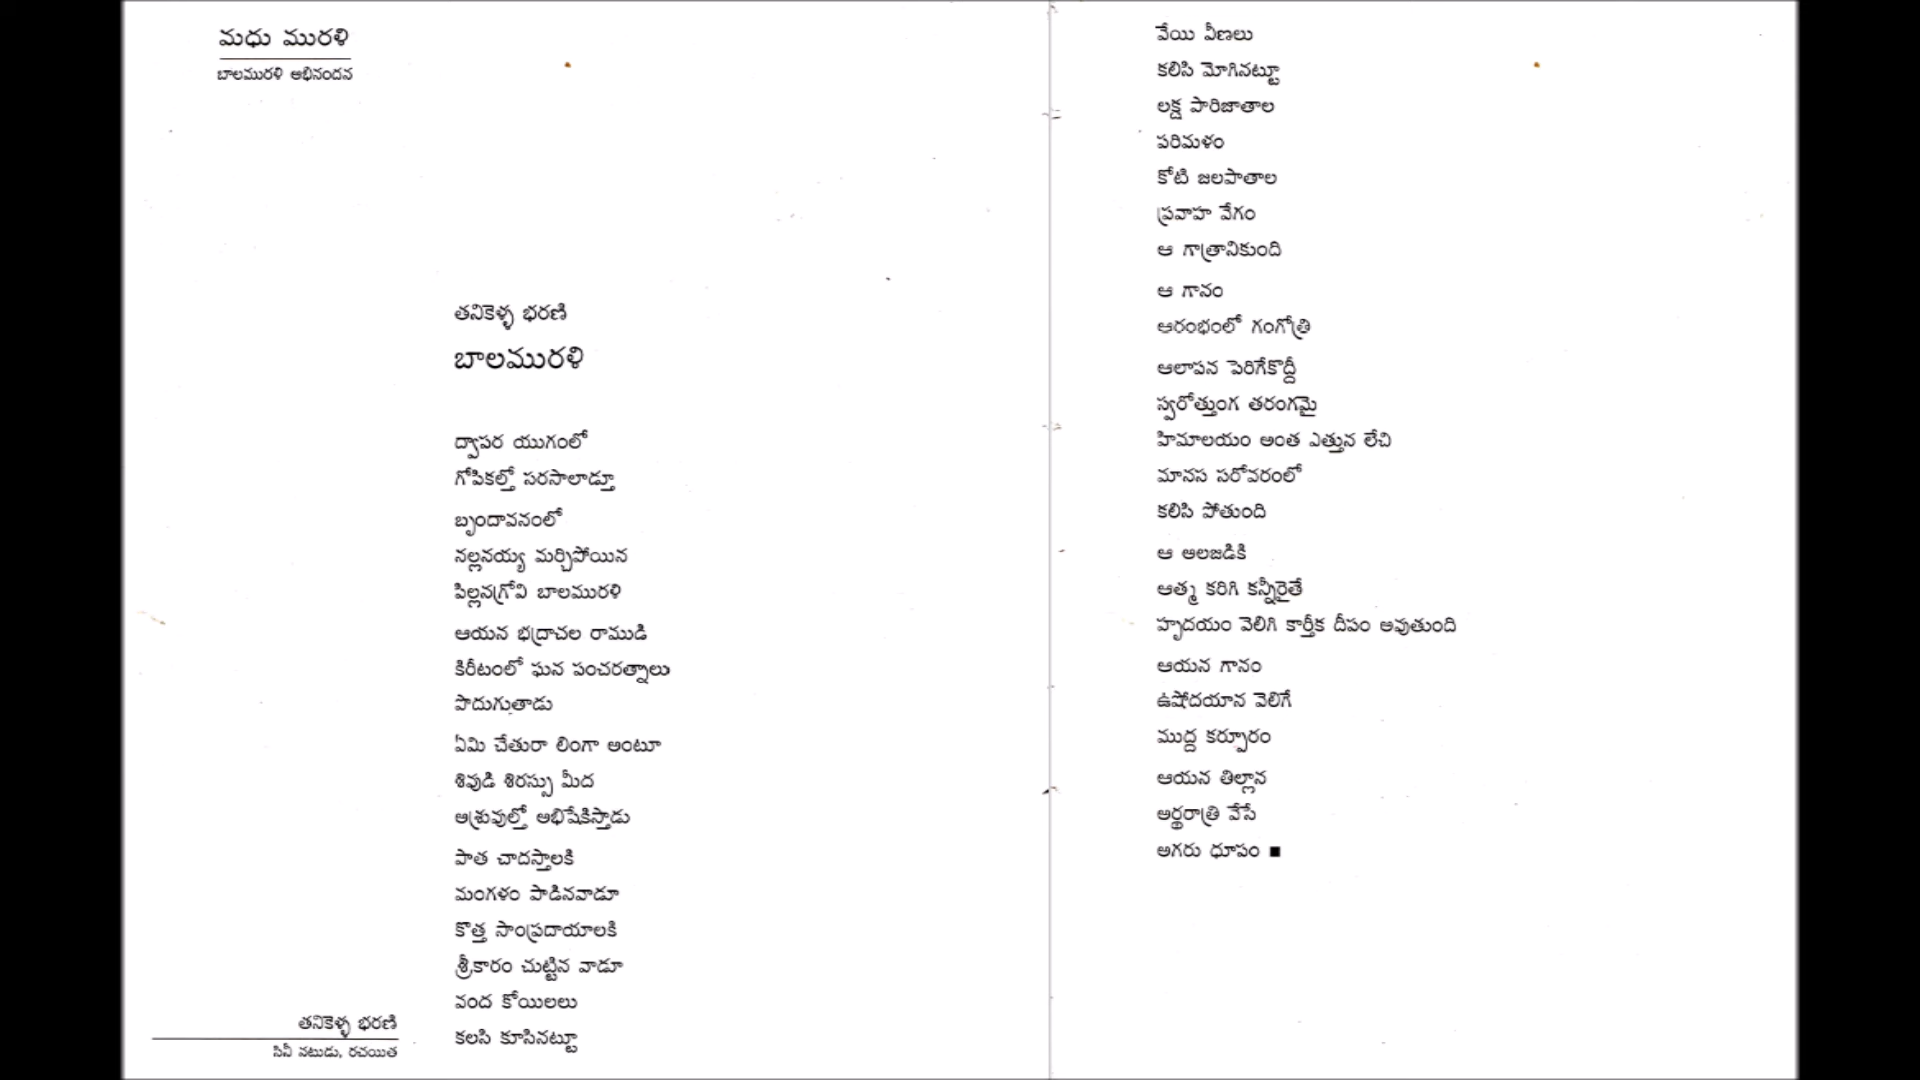 మధు మురళి
బాలమురళి అభినందన
తనికెళ్ళ భరణి
బాలమురళి
ద్వాపర యుగంలో
గోపికల్తో సరసాలాడ్తూ
బృందావనంలో
నల్లనయ్య మర్చిపోయిన
పిల్లనగ్రోవి బాలమురళి
ఆయన భద్రాచల రాముడి
కిరీటంలో ఘన పంచరత్నాలు
పొదుగుతాడు
ఏమి చేతురా లింగా అంటూ
శివుడి శిరస్సు మీద
అశ్రువుల్తో అభిషేకిస్తాడు
పాత చాదస్తాలకి
మంగళం పాడినవాడూ
కొత్త సాంప్రదాయాలకి
శ్రీకారం చుట్టిన వాడూ
వంద కోయిలలు
కలసి కూసినట్టూ
తనికెళ్ళ భరణి
సినీ నటుడు, రచయిత
వేయి వీణలు
కలిసి మోగినట్టూ
లక్ష పారిజాతాల
పరిమళం
కోటి జలపాతాల
ప్రవాహ వేగం
ఆ గాత్రానికుంది
ఆ గానం
ఆరంభంలో గంగోత్రి
ఆలాపన పెరిగేకొద్దీ
స్వరోత్తుంగ తరంగమై
హిమాలయం అంత ఎత్తున లేచి
మానస సరోవరంలో
కలిసి పోతుంది
ఆ అలజడికి
ఆత్మ కరిగి కన్నీరైతే
హృదయం వెలిగి కార్తీక దీపం అవుతుంది
ఆయన గానం
ఉషోదయాన వెలిగే
ముద్ద కర్పూరం
ఆయన తిల్లాన
అర్థరాత్రి వేసే
అగరు ధూపం ■